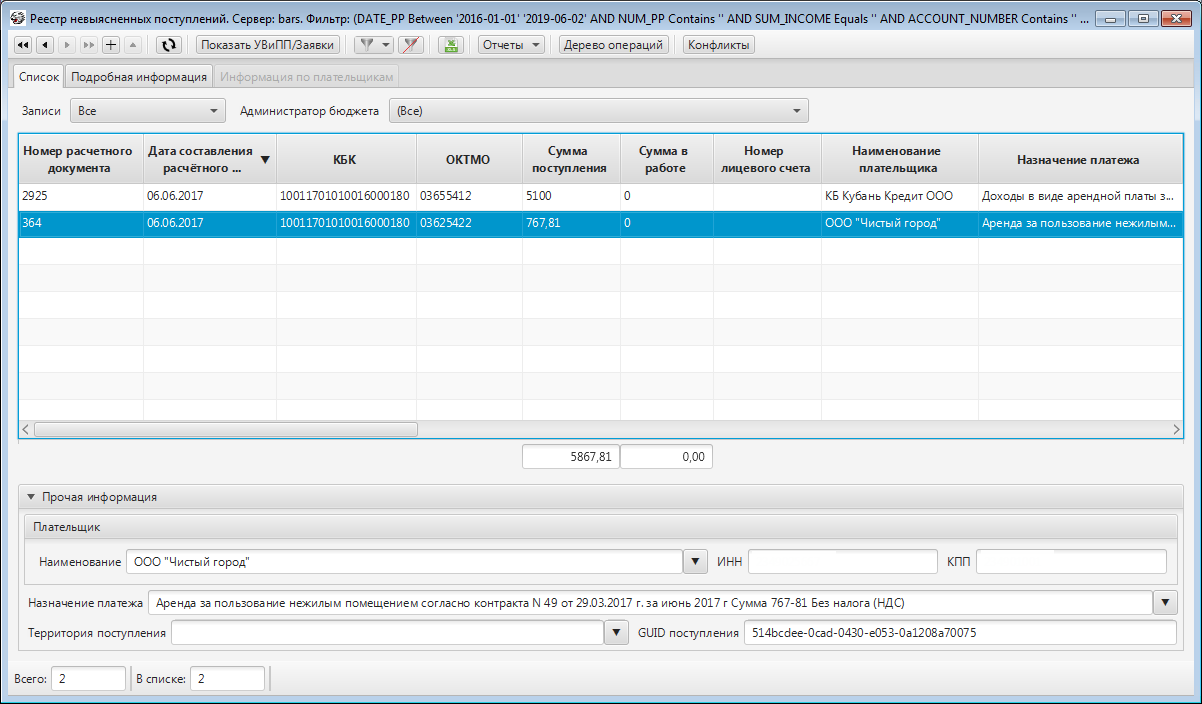 Реестр невыясненных поступлений. Сервер: bars. Фильтр: (DATE_PP Between '2016-01-01' '2019-06-02' AND NUM_PP Contains '' AND SUM_INCOME Equals '' AND ACCOUNT_NUMBER Contains '' ...
Показать УВиПП/Заявки Отчеты Дерево операций Конфликты
Список Подробная информация Информация по плательщикам
Записи Все Администратор бюджета (Все)
Номер расчетного документа Дата составления расчётного ... КБК ОКТМО Сумма поступления Сумма в работе Номер лицевого счета Наименование плательщика Назначение платежа
2925 06.06.2017 10011701010016000180 03655412 5100 0 КБ Кубань Кредит ООО Доходы в виде арендной платы з...
364 06.06.2017 10011701010016000180 03625422 767,81 0 ООО "Чистый город" Аренда за пользование нежилым...
5867,81 0,00
Прочая информация
Плательщик
Наименование ООО "Чистый город" ИНН КПП
Назначение платежа Аренда за пользование нежилым помещением согласно контракта N 49 от 29.03.2017 г. за июнь 2017 г Сумма 767-81 Без налога (НДС)
Территория поступления GUID поступления 514bcdee-0cad-0430-e053-0a1208a70075
Всего: 2 В списке: 2